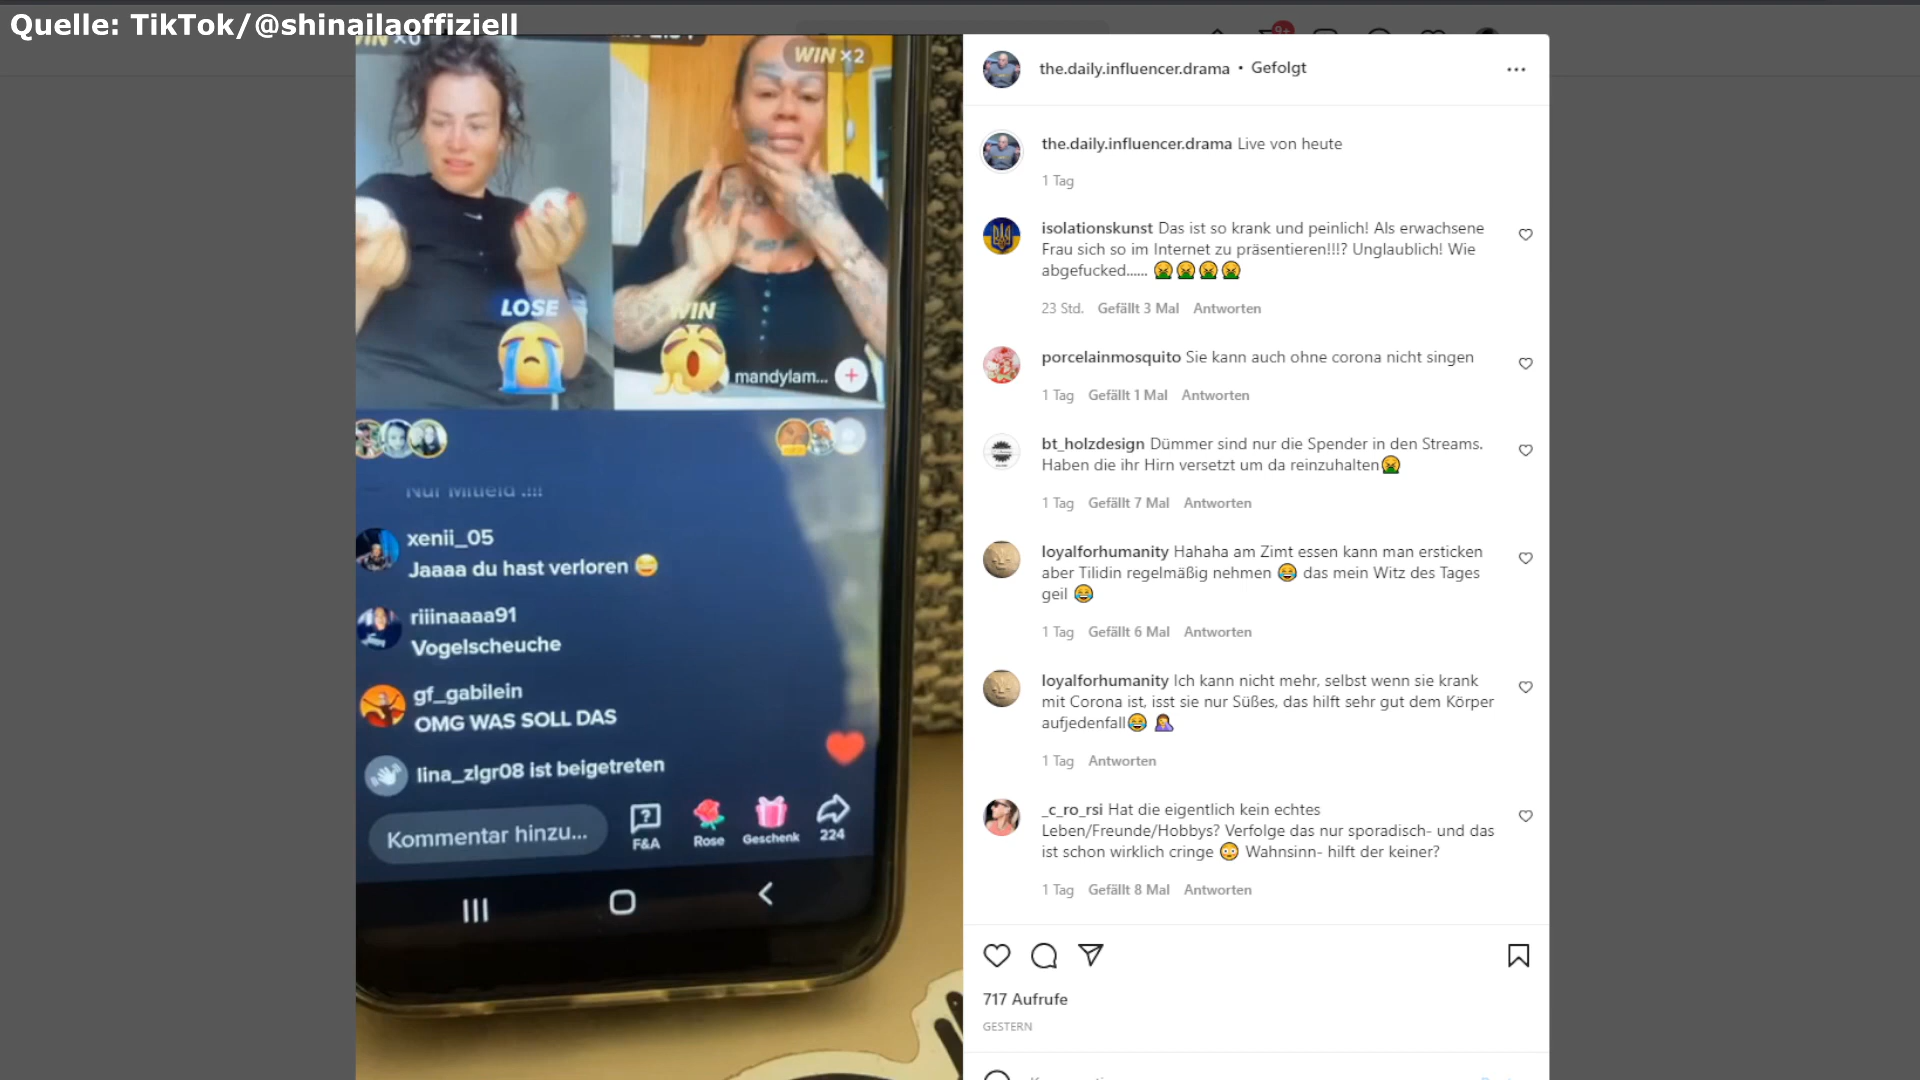 Quelle: TikTok/@shinailaoffiziell
WIN ×2
LOSE
WIN
mandylam...
xenii_05
Jaaaa du hast verloren 😅
riiinaaaa91
Vogelscheuche
gf_gabilein
OMG WAS SOLL DAS
lina_zlgr08 ist beigetreten
Kommentar hinzu...
F&A
Rose
Geschenk
224
the.daily.influencer.drama • Gefolgt
the.daily.influencer.drama Live von heute
1 Tag
isolationskunst Das ist so krank und peinlich! Als erwachsene
Frau sich so im Internet zu präsentieren!!!? Unglaublich! Wie
abgefucked...... 🤮🤮🤮🤮
23 Std. Gefällt 3 Mal Antworten
porcelainmosquito Sie kann auch ohne corona nicht singen
1 Tag Gefällt 1 Mal Antworten
bt_holzdesign Dümmer sind nur die Spender in den Streams.
Haben die ihr Hirn versetzt um da reinzuhalten🤮
1 Tag Gefällt 7 Mal Antworten
loyalforhumanity Hahaha am Zimt essen kann man ersticken
aber Tilidin regelmäßig nehmen 😂 das mein Witz des Tages
geil 😂
1 Tag Gefällt 6 Mal Antworten
loyalforhumanity Ich kann nicht mehr, selbst wenn sie krank
mit Corona ist, isst sie nur Süßes, das hilft sehr gut dem Körper
aufjedenfall😂 🤦‍♀️
1 Tag Antworten
_c_ro_rsi Hat die eigentlich kein echtes
Leben/Freunde/Hobbys? Verfolge das nur sporadisch- und das
ist schon wirklich cringe 😳 Wahnsinn- hilft der keiner?
1 Tag Gefällt 8 Mal Antworten
717 Aufrufe
GESTERN